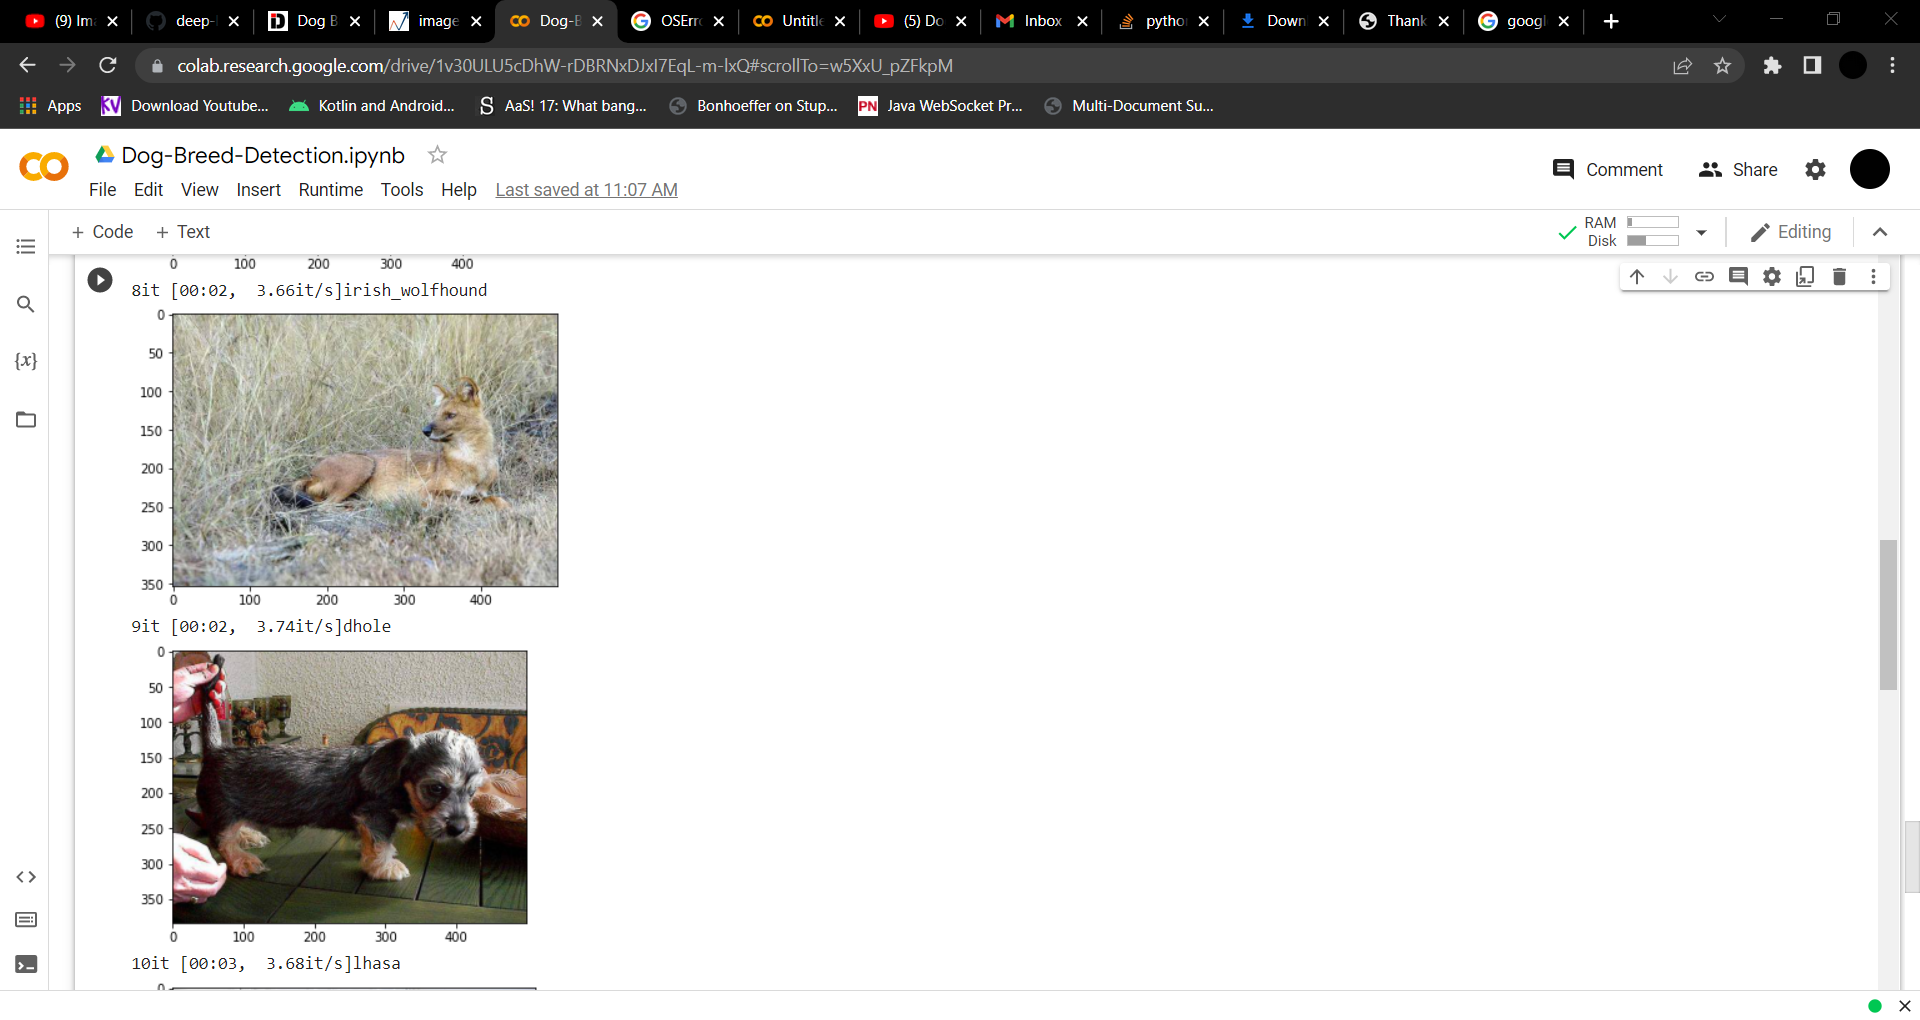 (9) Im
deep-
Dog B
image
Dog-B
OSErr
Untitle
(5) Do
Inbox
pytho
Down
Thank
googl
colab.research.google.com/drive/1v30ULU5cDhW-rDBRNxDJxI7EqL-m-lxQ#scrollTo=w5XxU_pZFkpM
Apps
KV Download Youtube...
Kotlin and Android...
AaS! 17: What bang...
Bonhoeffer on Stup...
PN Java WebSocket Pr...
Multi-Document Su...
Dog-Breed-Detection.ipynb
Comment
Share
File Edit View Insert Runtime Tools Help Last saved at 11:07 AM
+ Code + Text
RAM
Disk
Editing
{x}
0 100 200 300 400
8it [00:02, 3.66it/s]irish_wolfhound
0
50
100
150
200
250
300
350
0 100 200 300 400
9it [00:02, 3.74it/s]dhole
0
50
100
150
200
250
300
350
0 100 200 300 400
10it [00:03, 3.68it/s]lhasa
0